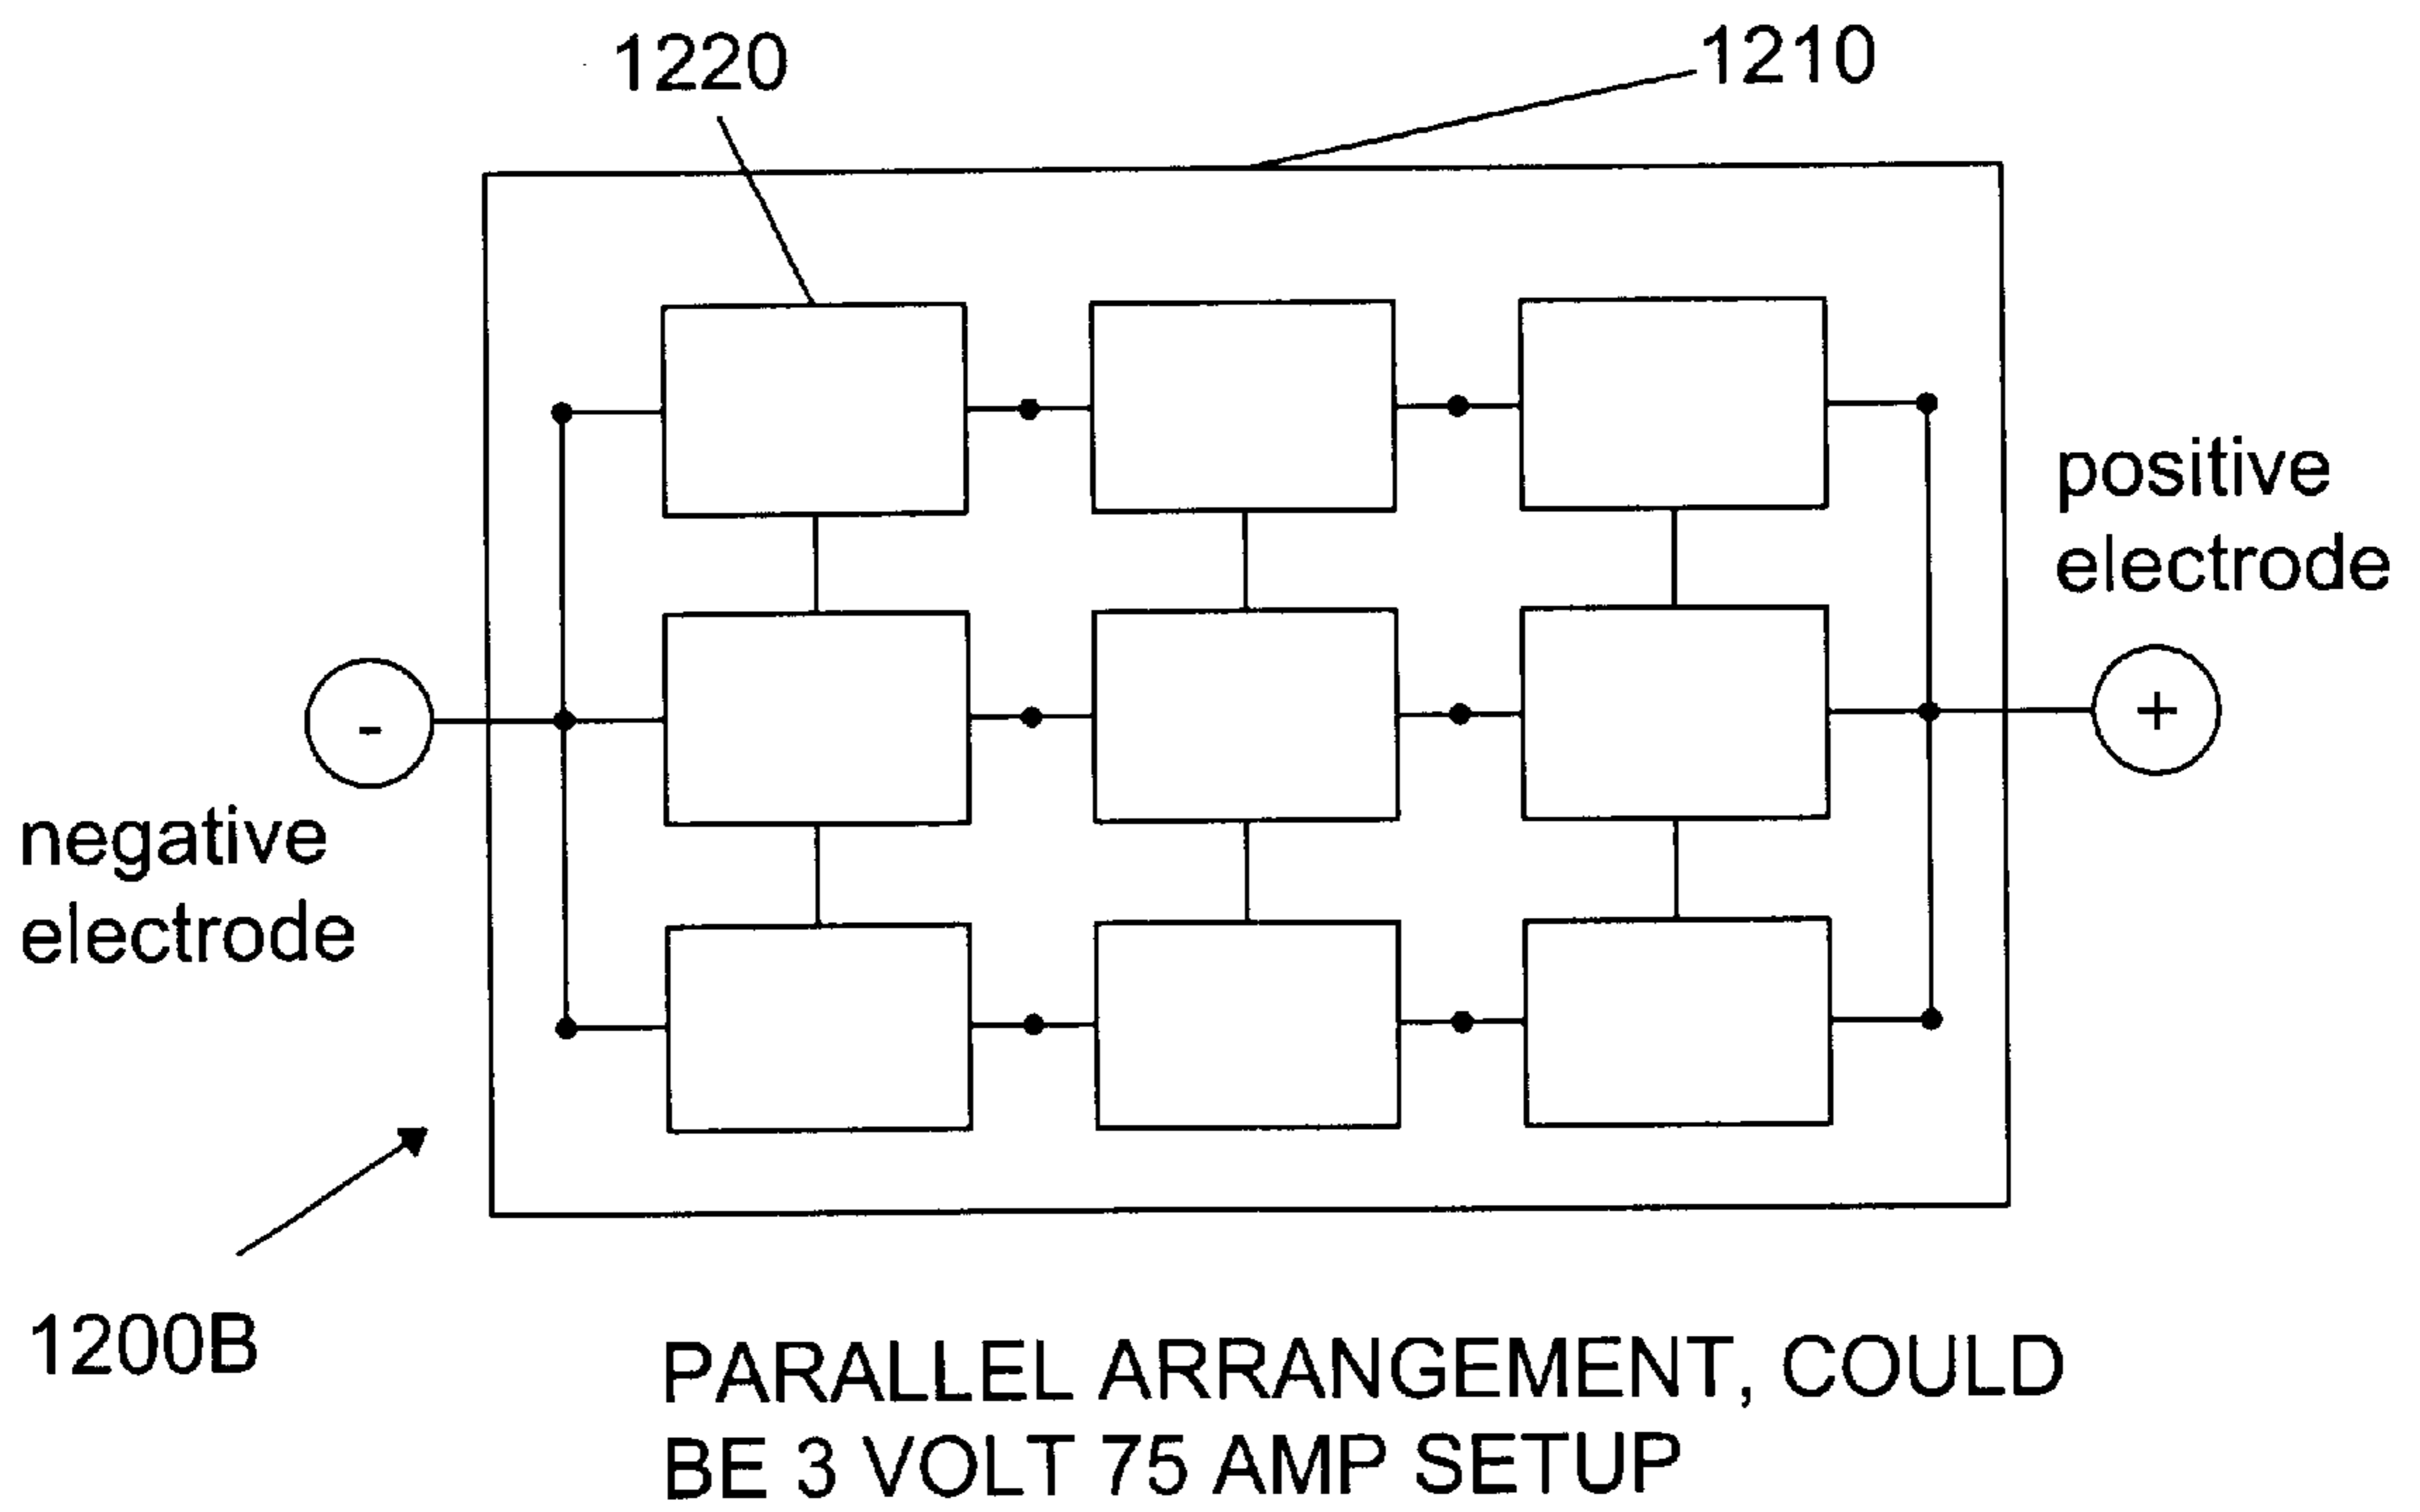 1220
1210
positive
electrode
-
+
negative
electrode
1200B
PARALLEL ARRANGEMENT, COULD
BE 3 VOLT 75 AMP SETUP